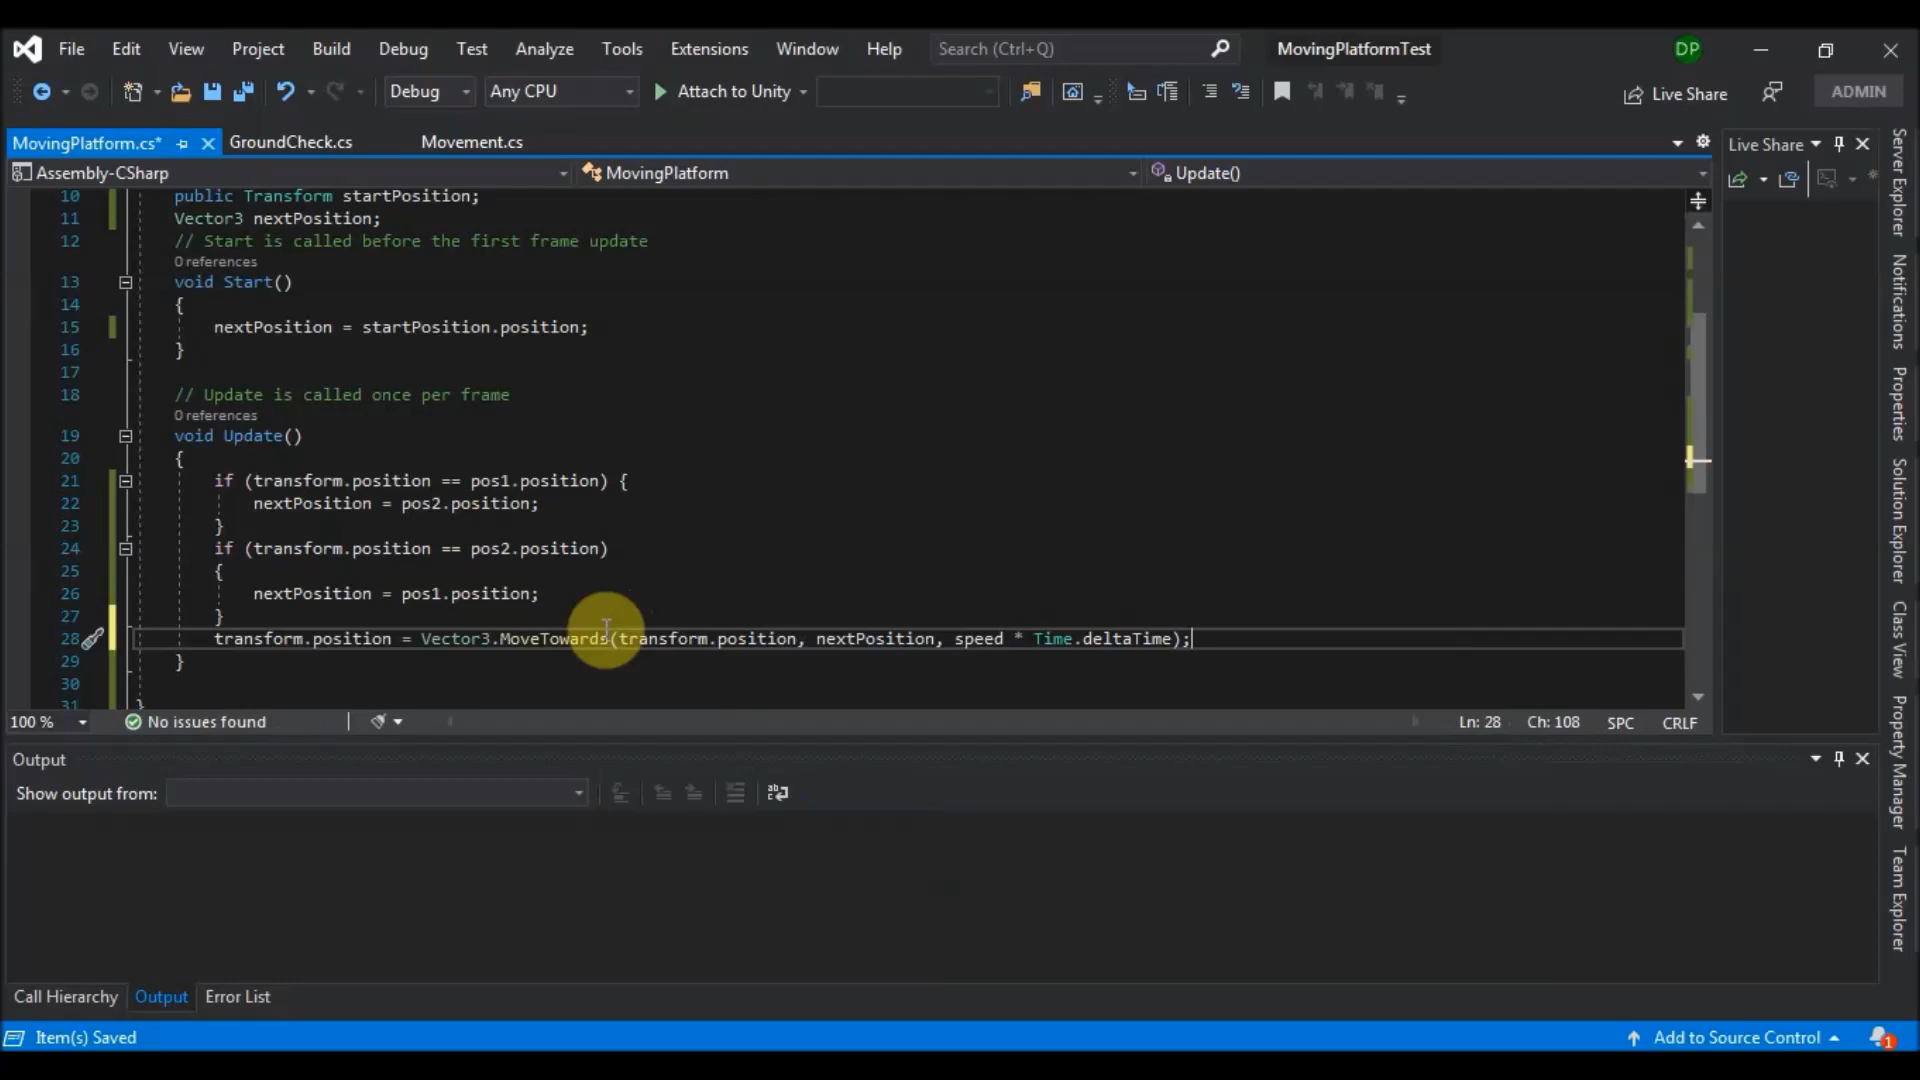 File Edit View Project Build Debug Test Analyze Tools Extensions Window Help Search (Ctrl+Q) MovingPlatformTest DP
Debug Any CPU Attach to Unity Live Share ADMIN
MovingPlatform.cs* GroundCheck.cs Movement.cs Live Share
Assembly-CSharp MovingPlatform Update()
10 public Transform startPosition;
11 Vector3 nextPosition;
12 // Start is called before the first frame update
0 references
13 void Start()
14 {
15 nextPosition = startPosition.position;
16 }
17
18 // Update is called once per frame
0 references
19 void Update()
20 {
21 if (transform.position == pos1.position) {
22 nextPosition = pos2.position;
23 }
24 if (transform.position == pos2.position)
25 {
26 nextPosition = pos1.position;
27 }
28 transform.position = Vector3.MoveTowards(transform.position, nextPosition, speed * Time.deltaTime);
29 }
30
31 }
100 % No issues found Ln: 28 Ch: 108 SPC CRLF
Output
Show output from:
Call Hierarchy Output Error List
Item(s) Saved Add to Source Control 1
Server Explorer
Notifications
Properties
Solution Explorer
Class View
Property Manager
Team Explorer